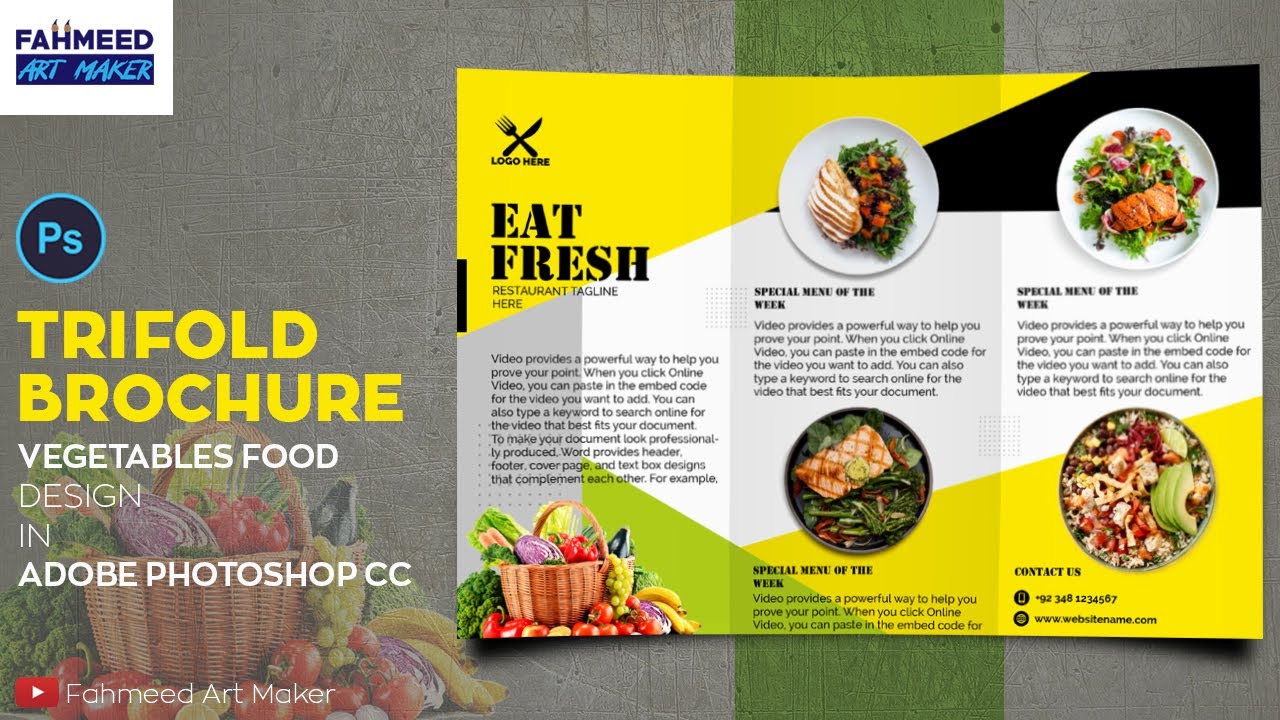 FAHMEED
ART MAKER
Ps
TRIFOLD
BROCHURE
VEGETABLES FOOD
DESIGN
IN
ADOBE PHOTOSHOP CC
Fahmeed Art Maker
LOGO HERE
EAT
FRESH
RESTAURANT TAGLINE
HERE
Video provides a powerful way to help you
prove your point. When you click Online
Video, you can paste in the embed code
for the video you want to add. You can
also type a keyword to search online for
the video that best fits your document.
To make your document look professional-
ly produced, Word provides header,
footer, cover page, and text box designs
that complement each other. For example,
SPECIAL MENU OF THE
WEEK
Video provides a powerful way to help you
prove your point. When you click Online
Video, you can paste in the embed code for
the video you want to add. You can also
type a keyword to search online for the
video that best fits your document.
SPECIAL MENU OF THE
WEEK
Video provides a powerful way to help you
prove your point. When you click Online
Video, you can paste in the embed code for
SPECIAL MENU OF THE
WEEK
Video provides a powerful way to help you
prove your point. When you click Online
Video, you can paste in the embed code for
the video you want to add. You can also
type a keyword to search online for the
video that best fits your document.
CONTACT US
+92 348 1234567
www.websitename.com